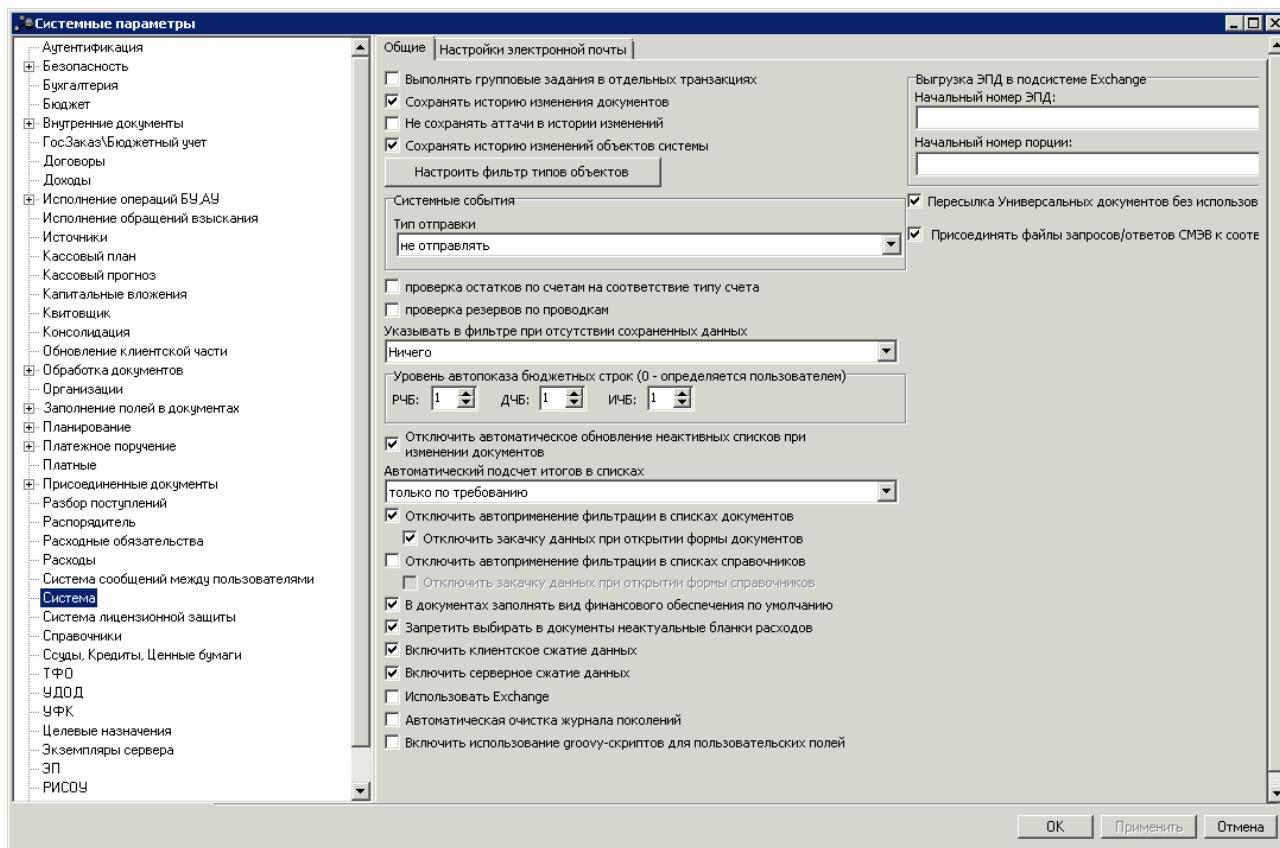 Системные параметры
Аутентификация
Безопасность
Бухгалтерия
Бюджет
Внутренние документы
ГосЗаказ\Бюджетный учет
Договоры
Доходы
Исполнение операций БУ,АУ
Исполнение обращений взыскания
Источники
Кассовый план
Кассовый прогноз
Капитальные вложения
Квитовщик
Консолидация
Обновление клиентской части
Обработка документов
Организации
Заполнение полей в документах
Планирование
Платежное поручение
Платные
Присоединенные документы
Разбор поступлений
Распорядитель
Расходные обязательства
Расходы
Система сообщений между пользователями
Система
Система лицензионной защиты
Справочники
Ссуды, Кредиты, Ценные бумаги
ТФО
УДОД
УФК
Целевые назначения
Экземпляры сервера
ЭП
РИСОУ
Общие
Настройки электронной почты
Выполнять групповые задания в отдельных транзакциях
Сохранять историю изменения документов
Не сохранять аттачи в истории изменений
Сохранять историю изменений объектов системы
Настроить фильтр типов объектов
Системные события
Тип отправки
не отправлять
проверка остатков по счетам на соответствие типу счета
проверка резервов по проводкам
Указывать в фильтре при отсутствии сохраненных данных
Ничего
Уровень автопоказа бюджетных строк (0 - определяется пользователем)
РЧБ: 1 ДЧБ: 1 ИЧБ: 1
Отключить автоматическое обновление неактивных списков при
изменении документов
Автоматический подсчет итогов в списках
только по требованию
Отключить автоприменение фильтрации в списках документов
Отключить закачку данных при открытии формы документов
Отключить автоприменение фильтрации в списках справочников
Отключить закачку данных при открытии формы справочников
В документах заполнять вид финансового обеспечения по умолчанию
Запретить выбирать в документы неактуальные бланки расходов
Включить клиентское сжатие данных
Включить серверное сжатие данных
Использовать Exchange
Автоматическая очистка журнала поколений
Включить использование groovy-скриптов для пользовательских полей
Выгрузка ЭПД в подсистеме Exchange
Начальный номер ЭПД:
Начальный номер порции:
Пересылка Универсальных документов без использов
Присоединять файлы запросов/ответов СМЭВ к соотв
OK
Применить
Отмена